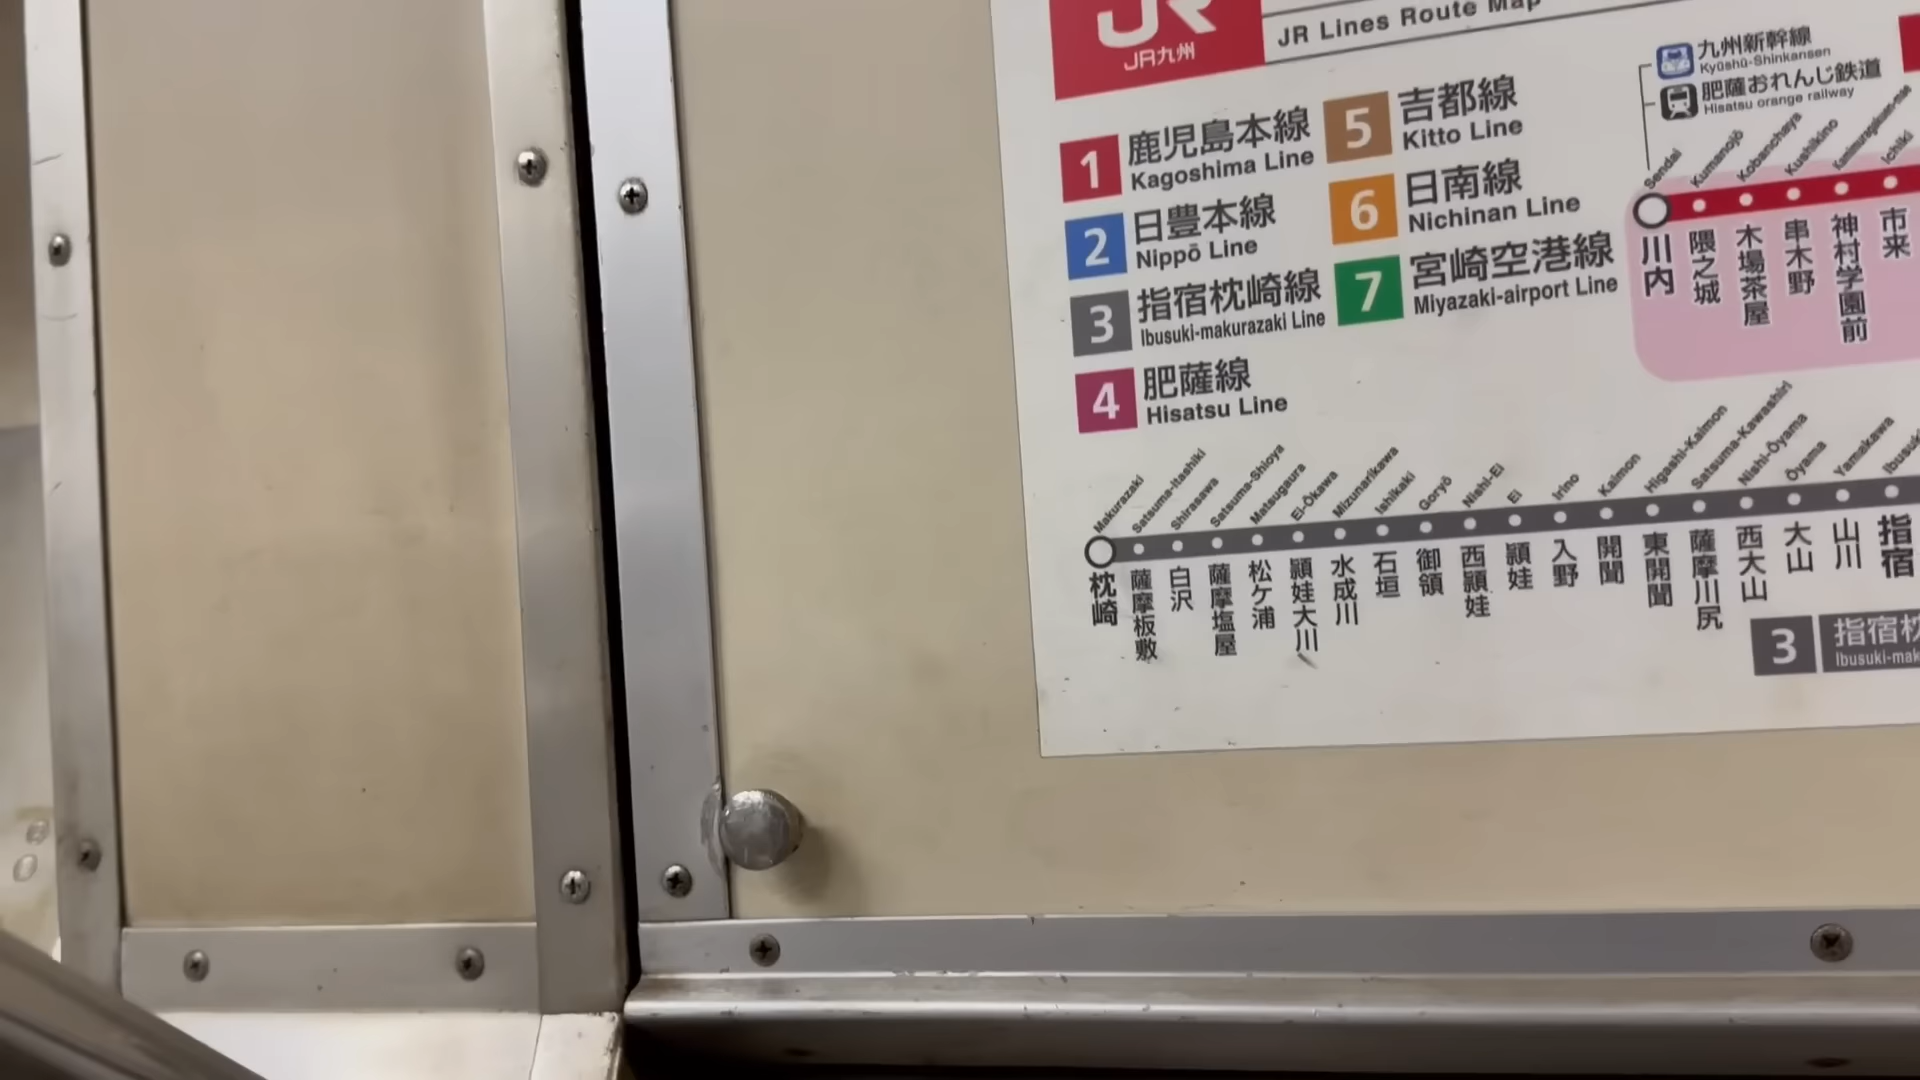 JR
JR九州
JR Lines Route Map
1 鹿児島本線
Kagoshima Line
2 日豊本線
Nippō Line
3 指宿枕崎線
Ibusuki-makurazaki Line
4 肥薩線
Hisatsu Line
5 吉都線
Kitto Line
6 日南線
Nichinan Line
7 宮崎空港線
Miyazaki-airport Line
九州新幹線
Kyūshū-Shinkansen
肥薩おれんじ鉄道
Hisatsu orange railway
Sendai
Kumanojō
Kobanchaya
Kushikino
Ichiki
川内
隈之城
木場茶屋
串木野
神村学園前
市来
Makurazaki
Satsuma-Itashiki
Shirasawa
Satsuma-Shioya
Matsugaura
Ei-Ōkawa
Mizunarikawa
Ishikaki
Goryō
Nishi-Ei
Ei
Irino
Kaimon
Higashi-Kaimon
Satsuma-Kawashiri
Nishi-Ōyama
Ōyama
Yamakawa
Ibusuk
枕崎
薩摩板敷
白沢
薩摩塩屋
松ケ浦
頴娃大川
水成川
石垣
御領
西頴娃
頴娃
入野
開聞
東開聞
薩摩川尻
西大山
大山
山川
指宿
3 指宿枕
Ibusuki-mak